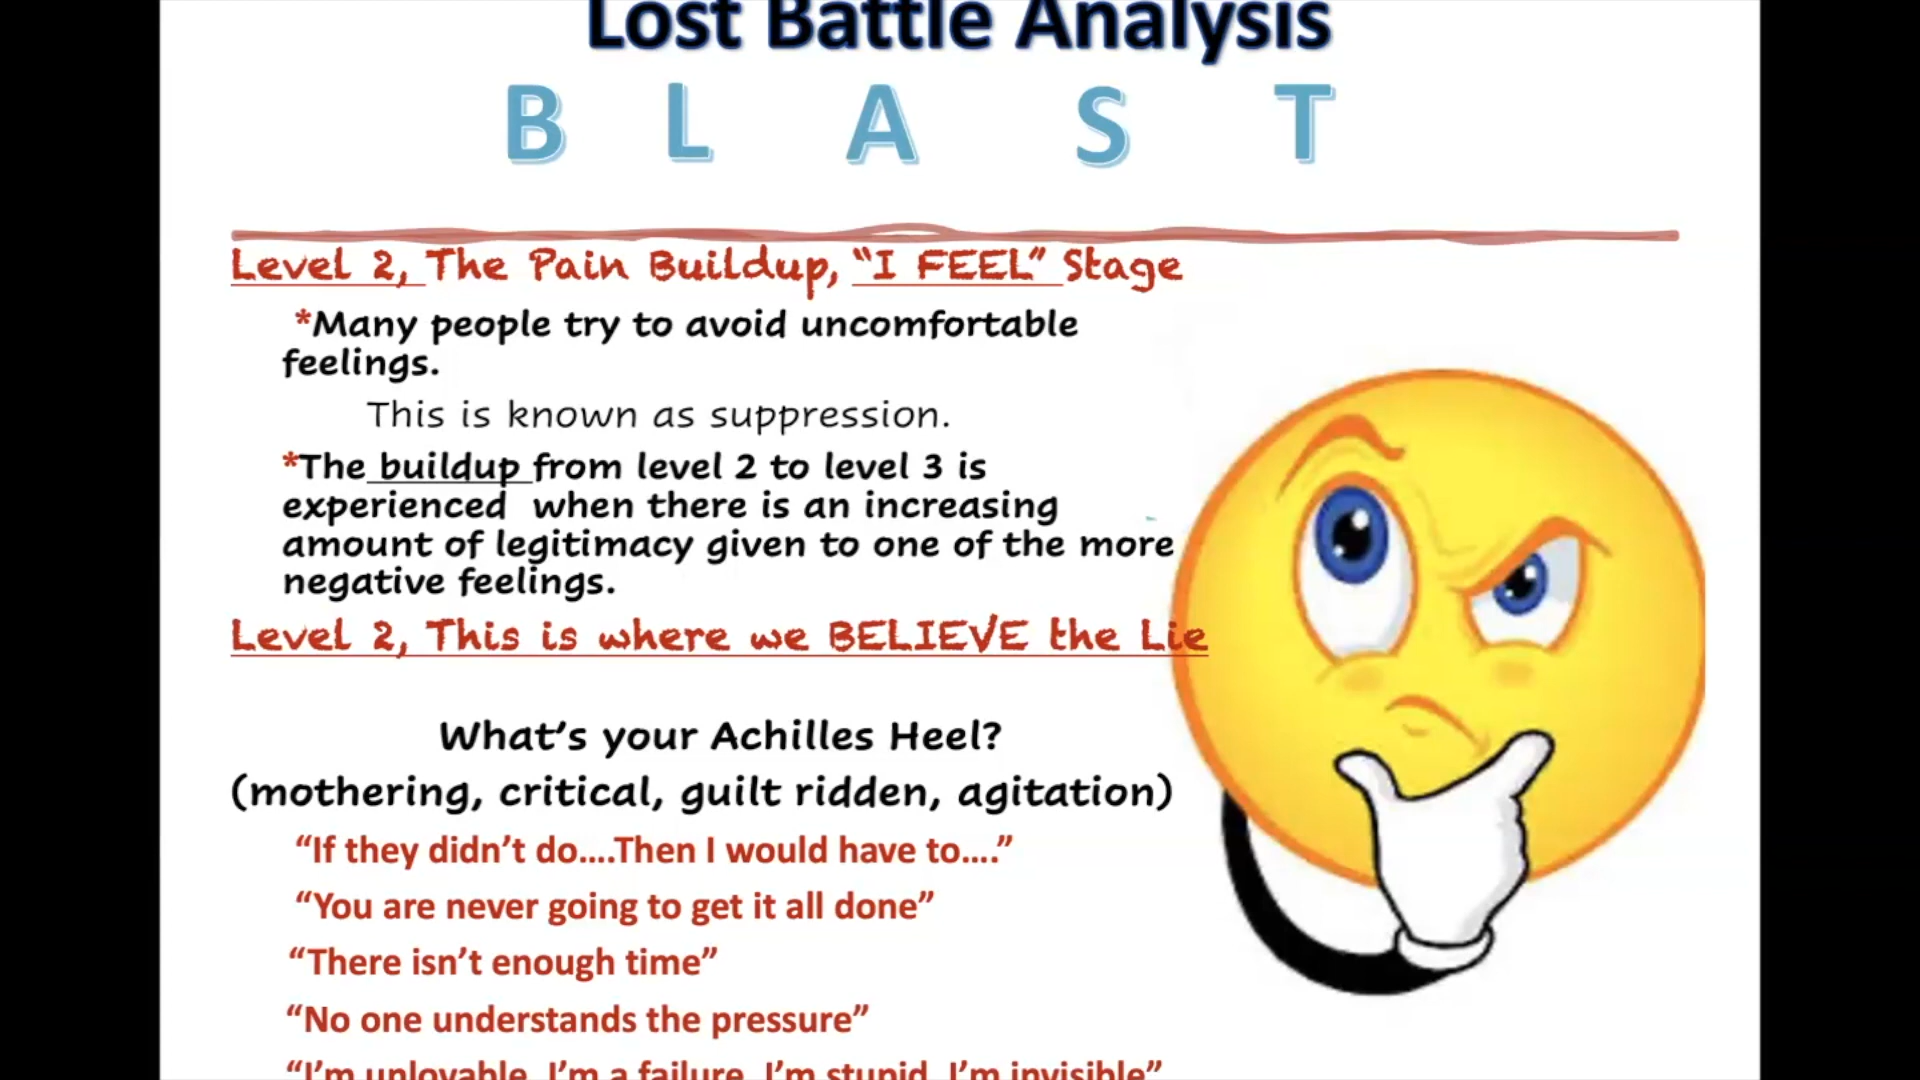 Lost Battle Analysis
B L A S T
Level 2, The Pain Buildup, “I FEEL” Stage
*Many people try to avoid uncomfortable
feelings.
This is known as suppression.
*The buildup from level 2 to level 3 is
experienced when there is an increasing
amount of legitimacy given to one of the more
negative feelings.
Level 2, This is where we BELIEVE the Lie
What’s your Achilles Heel?
(mothering, critical, guilt ridden, agitation)
“If they didn’t do....Then I would have to....”
“You are never going to get it all done”
“There isn’t enough time”
“No one understands the pressure”
“I’m unlovable, I’m a failure, I’m stupid, I’m invisible”